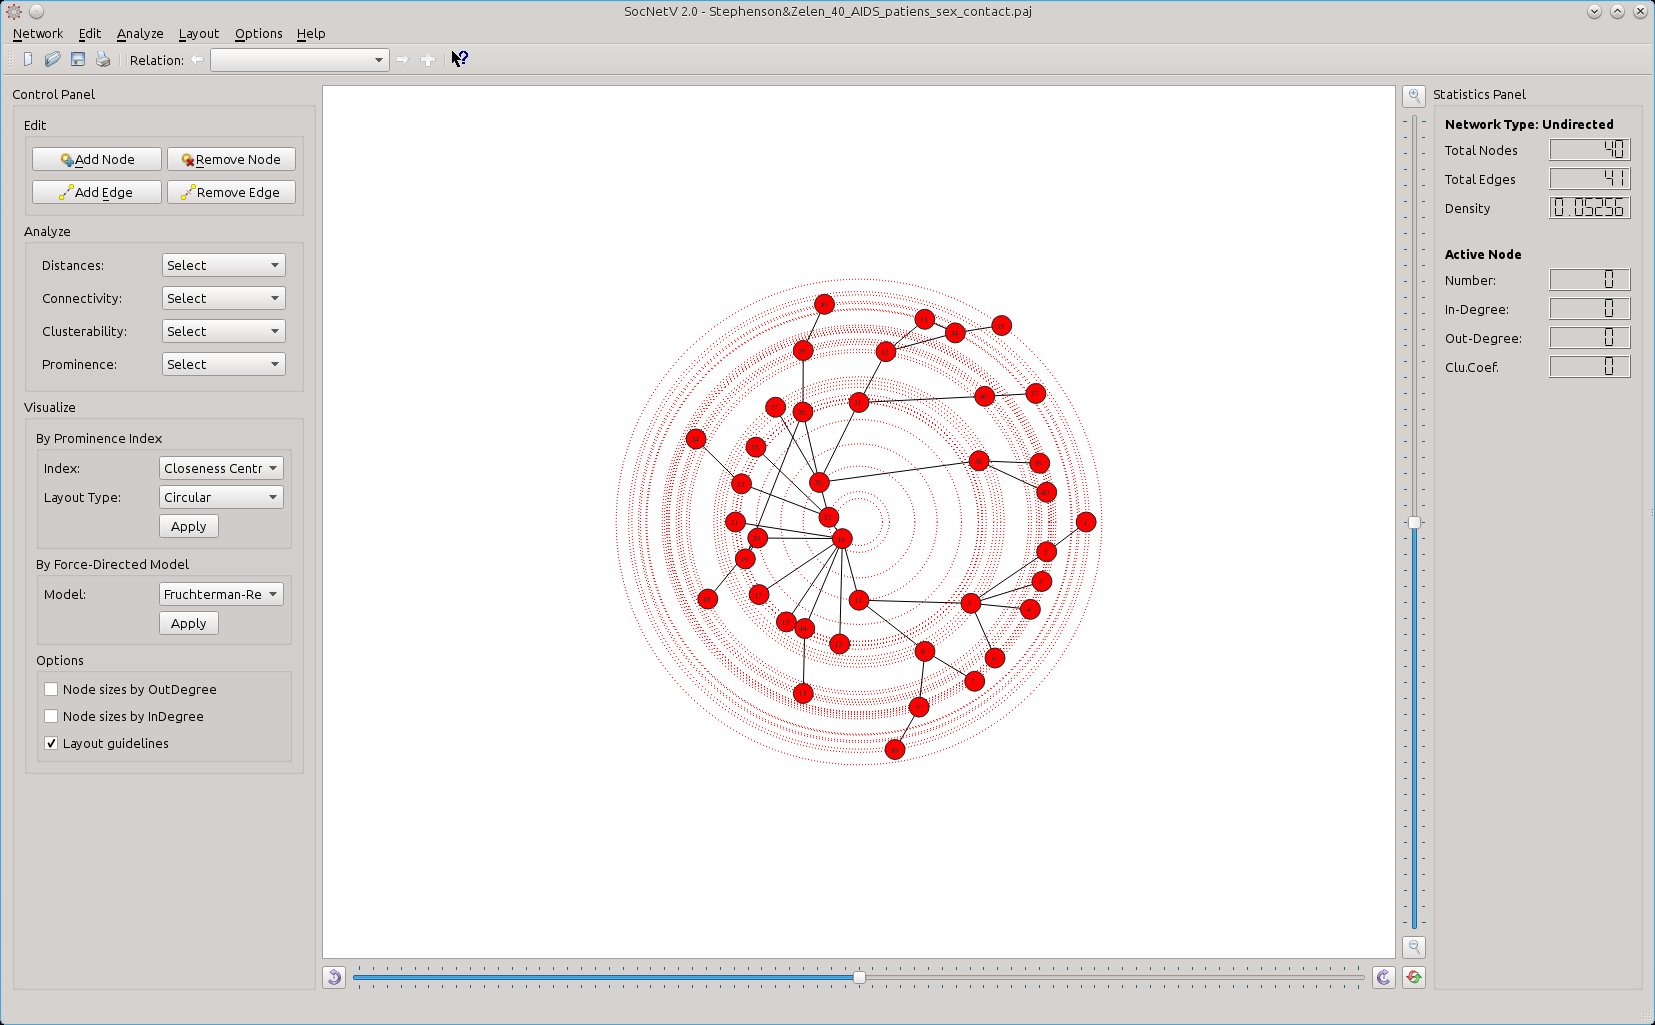 SocNetV 2.0 - Stephenson&Zelen_40_AIDS_patiens_sex_contact.paj
Network Edit Analyze Layout Options Help
Relation:
Control Panel
Edit
Add Node Remove Node
Add Edge Remove Edge
Analyze
Distances: Select
Connectivity: Select
Clusterability: Select
Prominence: Select
Visualize
By Prominence Index
Index: Closeness Centr
Layout Type: Circular
Apply
By Force-Directed Model
Model: Fruchterman-Re
Apply
Options
Node sizes by OutDegree
Node sizes by InDegree
Layout guidelines
Statistics Panel
Network Type: Undirected
Total Nodes 40
Total Edges 41
Density 0.05256
Active Node
Number: 0
In-Degree: 0
Out-Degree: 0
Clu.Coef. 0